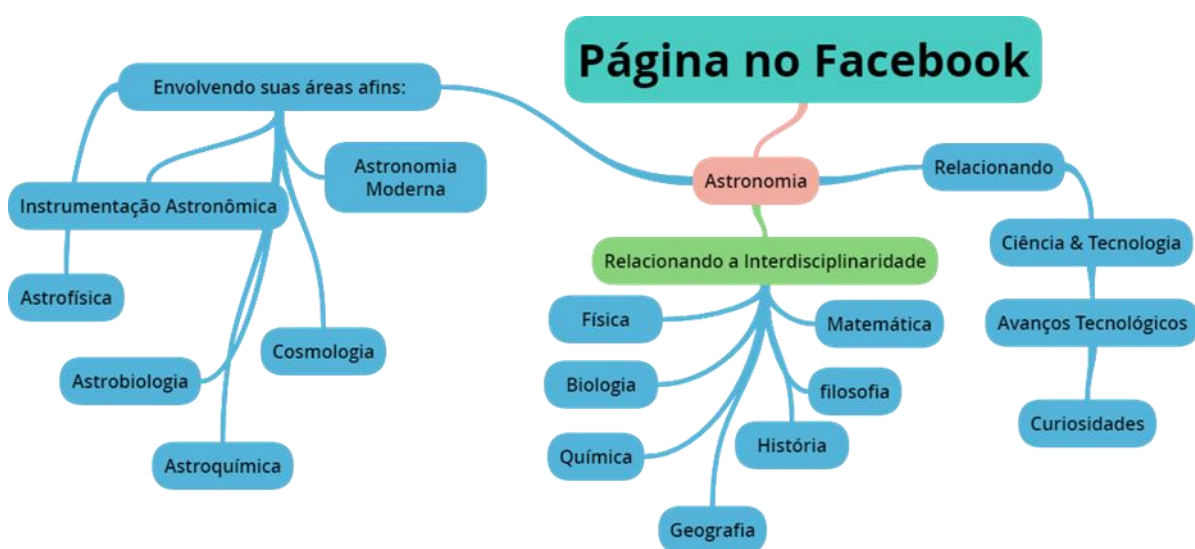 Página no Facebook
Envolvendo suas áreas afins:
Astronomia
Moderna
Instrumentação Astronômica
Astrofísica
Cosmologia
Astrobiologia
Astroquímica
Astronomia
Relacionando a Interdisciplinaridade
Física
Matemática
Biologia
filosofia
Química
História
Geografia
Relacionando
Ciência & Tecnologia
Avanços Tecnológicos
Curiosidades